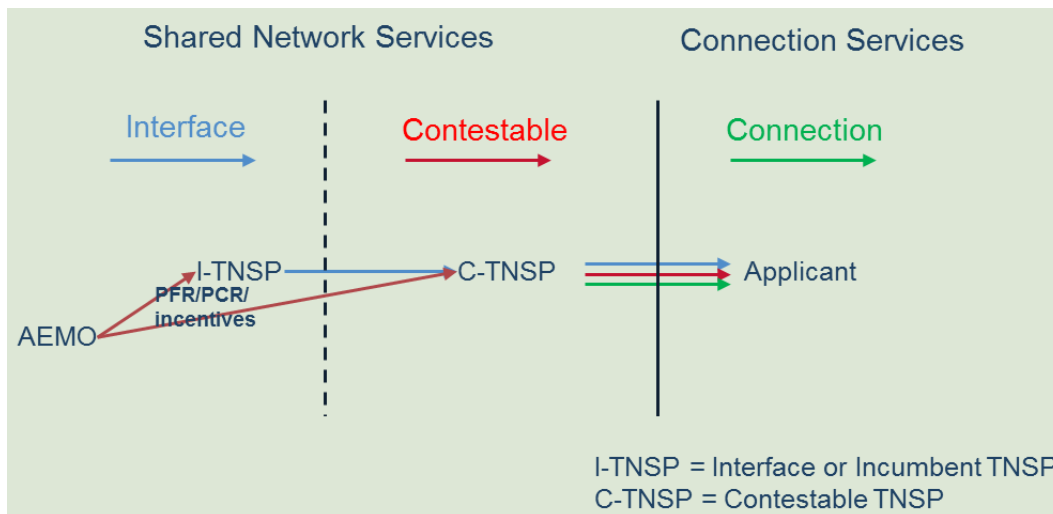 Shared Network Services
Connection Services
Interface
Contestable
Connection
I-TNSP
C-TNSP
Applicant
PFR/PCR/
incentives
AEMO
I-TNSP = Interface or Incumbent TNSP
C-TNSP = Contestable TNSP